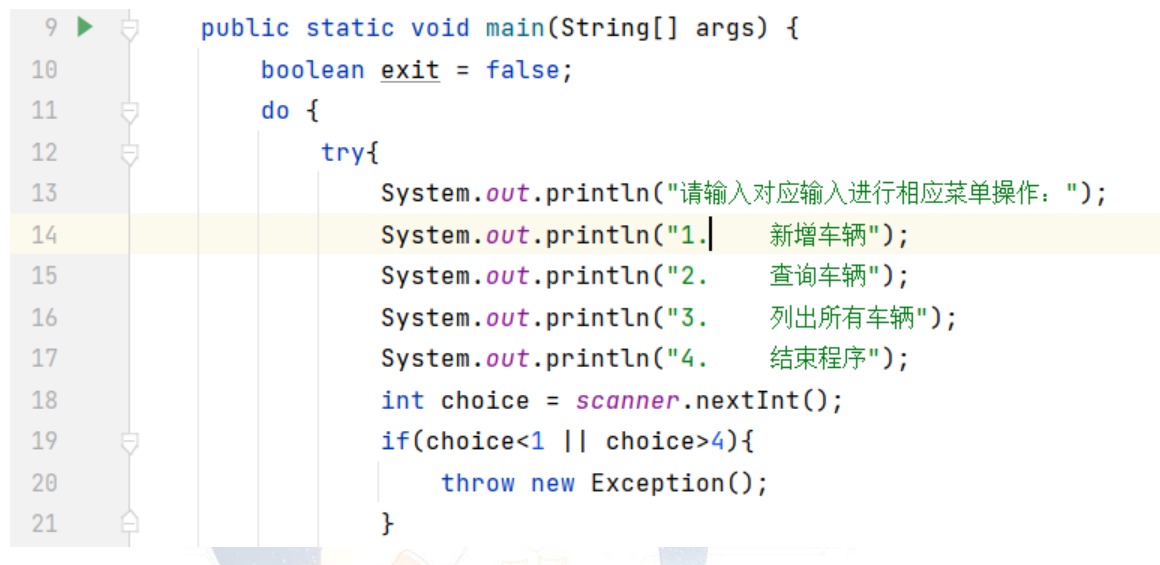 9 public static void main(String[] args) {
10 boolean exit = false;
11 do {
12 try{
13 System.out.println("请输入对应输入进行相应菜单操作：");
14 System.out.println("1.    新增车辆");
15 System.out.println("2.    查询车辆");
16 System.out.println("3.    列出所有车辆");
17 System.out.println("4.    结束程序");
18 int choice = scanner.nextInt();
19 if(choice<1 || choice>4){
20 throw new Exception();
21 }